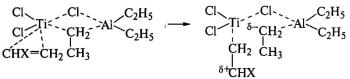 Cl Cl C₂H₅ Cl Cl C₂H₅
Ti Al → Ti δ⁻ Al
Cl CH₂ C₂H₅ Cl CH₂ C₂H₅
CHX=CH₂ CH₃ CH₂ CH₃
δ⁺CHX